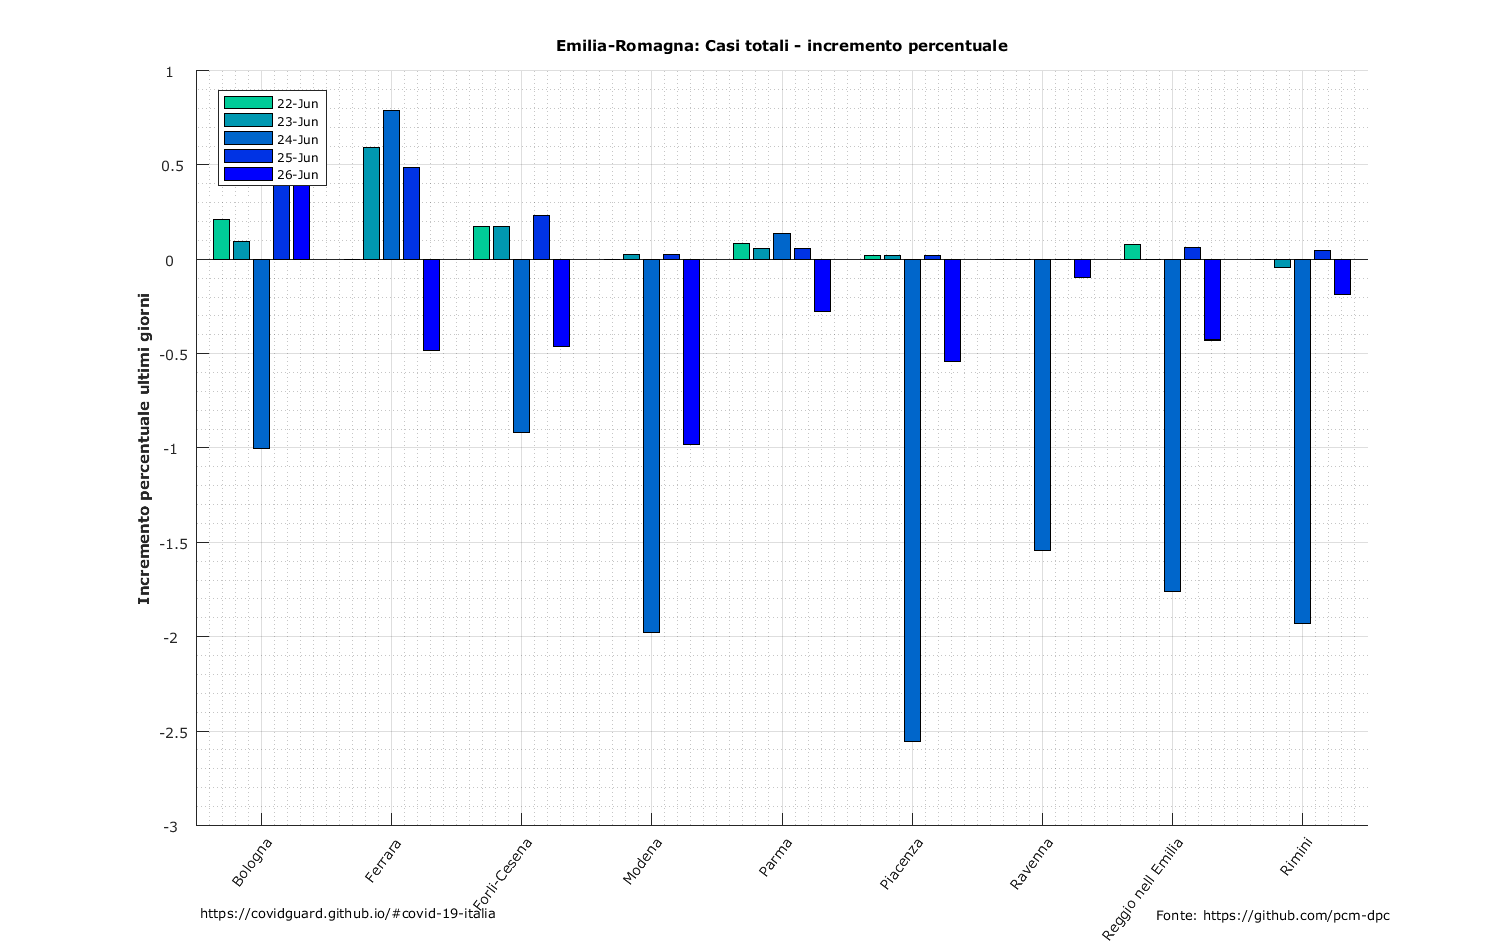 Emilia-Romagna: Casi totali - incremento percentuale
1
0.5
0
-0.5
-1
-1.5
-2
-2.5
-3
Incremento percentuale ultimi giorni
22-Jun
23-Jun
24-Jun
25-Jun
26-Jun
Bologna
Ferrara
Forlì-Cesena
Modena
Parma
Piacenza
Ravenna
Reggio nell Emilia
Rimini
https://covidguard.github.io/#covid-19-italia
Fonte: https://github.com/pcm-dpc